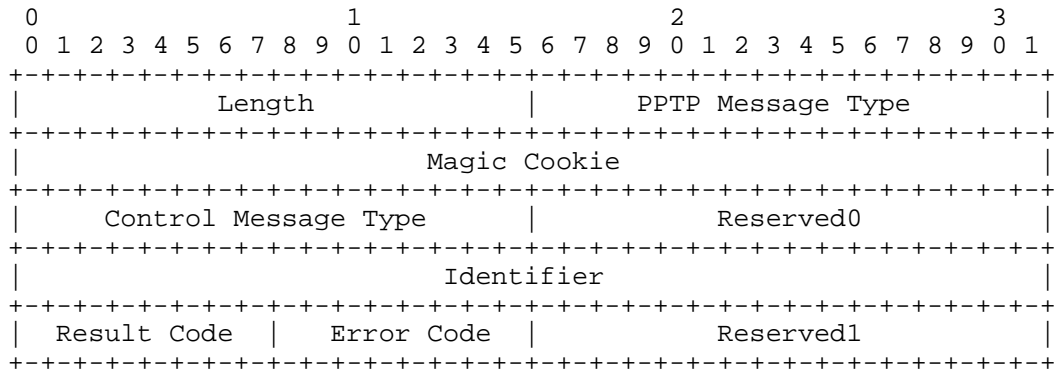 0                   1                   2                   3
 0 1 2 3 4 5 6 7 8 9 0 1 2 3 4 5 6 7 8 9 0 1 2 3 4 5 6 7 8 9 0 1
+-+-+-+-+-+-+-+-+-+-+-+-+-+-+-+-+-+-+-+-+-+-+-+-+-+-+-+-+-+-+-+-+
|            Length             |      PPTP Message Type        |
+-+-+-+-+-+-+-+-+-+-+-+-+-+-+-+-+-+-+-+-+-+-+-+-+-+-+-+-+-+-+-+-+
|                         Magic Cookie                          |
+-+-+-+-+-+-+-+-+-+-+-+-+-+-+-+-+-+-+-+-+-+-+-+-+-+-+-+-+-+-+-+-+
|     Control Message Type      |           Reserved0           |
+-+-+-+-+-+-+-+-+-+-+-+-+-+-+-+-+-+-+-+-+-+-+-+-+-+-+-+-+-+-+-+-+
|                          Identifier                           |
+-+-+-+-+-+-+-+-+-+-+-+-+-+-+-+-+-+-+-+-+-+-+-+-+-+-+-+-+-+-+-+-+
|  Result Code  |   Error Code  |           Reserved1           |
+-+-+-+-+-+-+-+-+-+-+-+-+-+-+-+-+-+-+-+-+-+-+-+-+-+-+-+-+-+-+-+-+